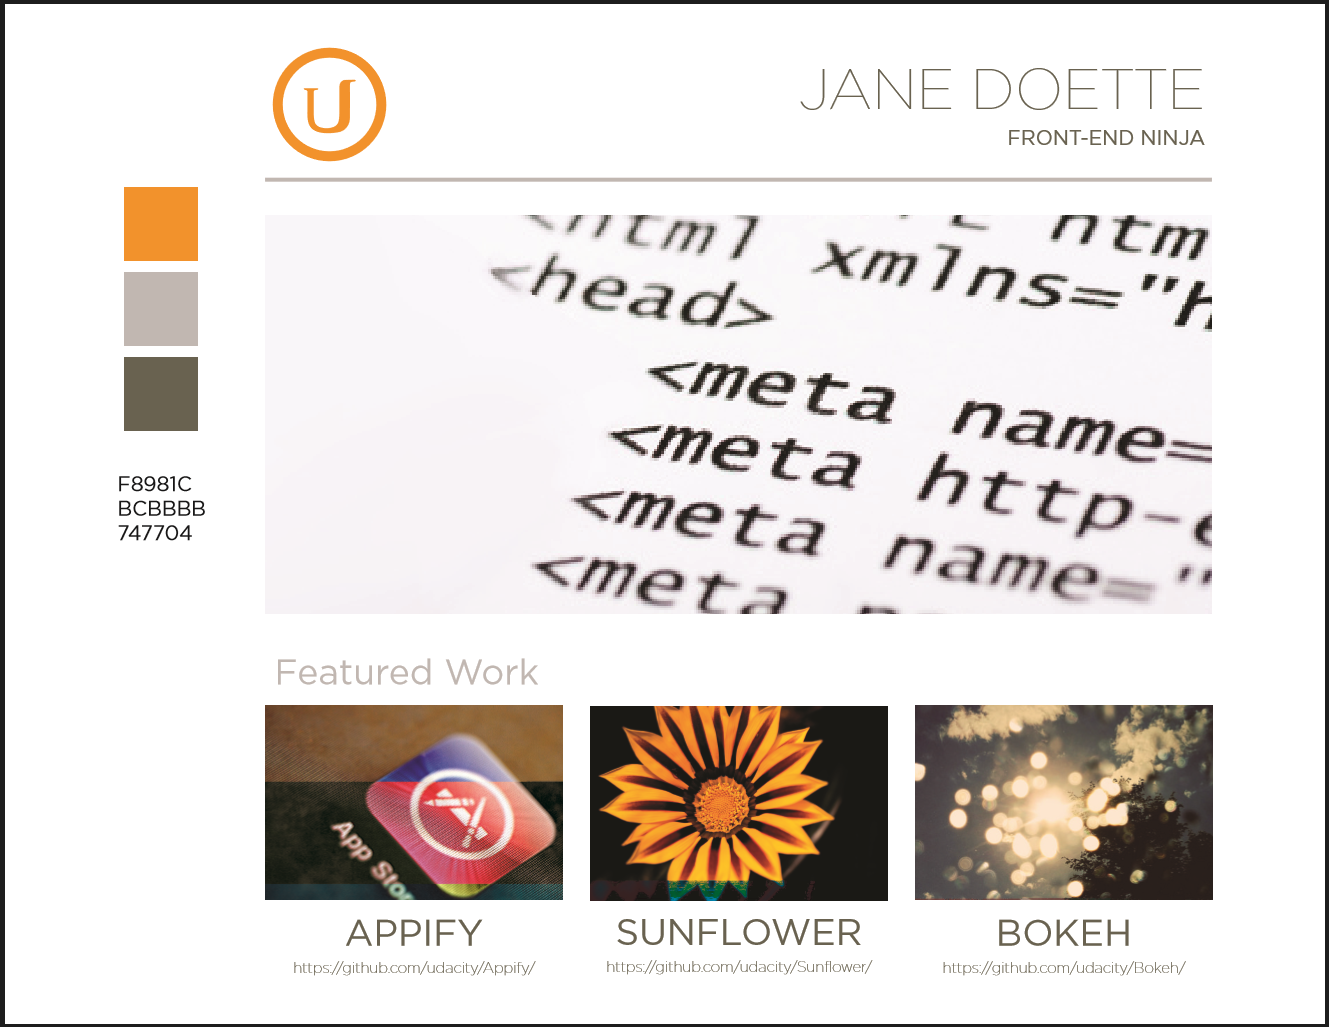 U
JANE DOETTE
FRONT-END NINJA
F8981C
BCBBBB
747704
<html
htm
<head> xmlns="h
<meta name=
<meta http-e
<meta name="
<meta
Featured Work
App Stor
APPIFY
https://github.com/udacity/Appify/
SUNFLOWER
https://github.com/udacity/Sunflower/
BOKEH
https://github.com/udacity/Bokeh/